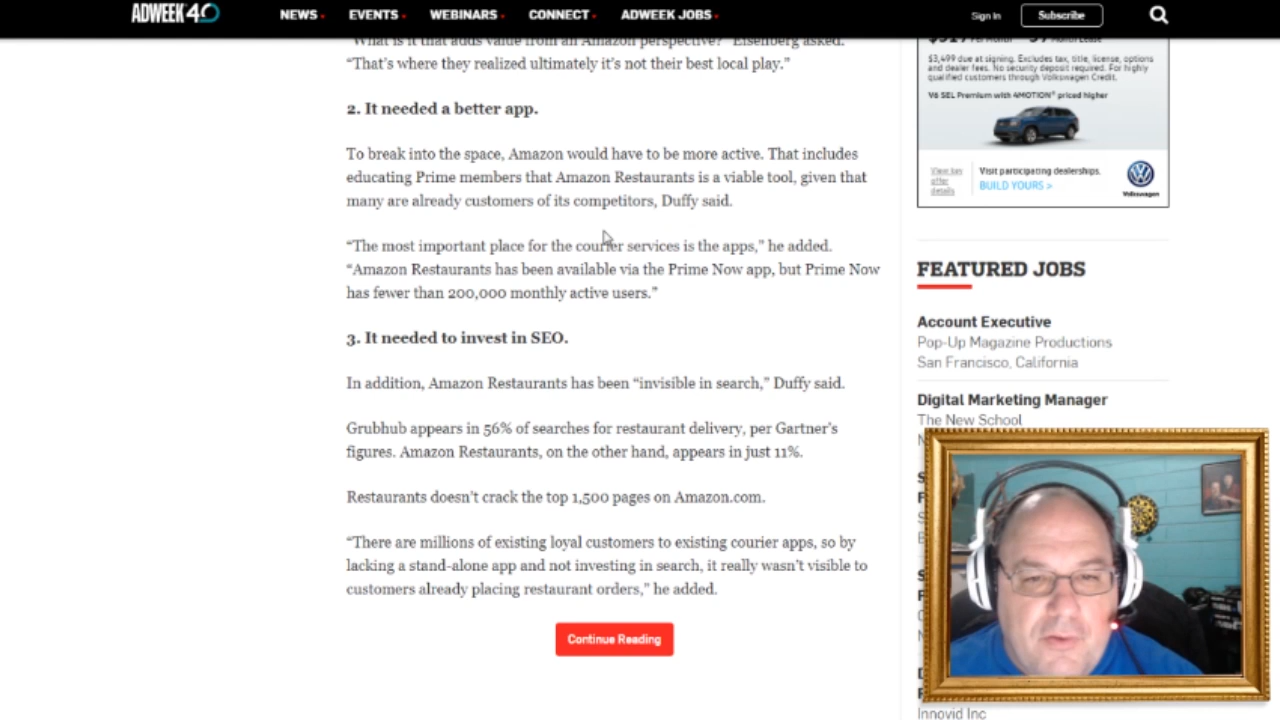 ADWEEK 40
NEWS
EVENTS
WEBINARS
CONNECT
ADWEEK JOBS
Sign In
Subscribe
"What is it that adds value from an Amazon perspective?" Eisenberg asked.
"That's where they realized ultimately it's not their best local play."
2. It needed a better app.
To break into the space, Amazon would have to be more active. That includes
educating Prime members that Amazon Restaurants is a viable tool, given that
many are already customers of its competitors, Duffy said.
"The most important place for the courier services is the apps," he added.
"Amazon Restaurants has been available via the Prime Now app, but Prime Now
has fewer than 200,000 monthly active users."
3. It needed to invest in SEO.
In addition, Amazon Restaurants has been "invisible in search," Duffy said.
Grubhub appears in 56% of searches for restaurant delivery, per Gartner's
figures. Amazon Restaurants, on the other hand, appears in just 11%.
Restaurants doesn't crack the top 1,500 pages on Amazon.com.
"There are millions of existing loyal customers to existing courier apps, so by
lacking a stand-alone app and not investing in search, it really wasn't visible to
customers already placing restaurant orders," he added.
Continue Reading
$3,499 due at signing. Excludes tax, title, license, options
and dealer fees. No security deposit required. For highly
qualified customers through Volkswagen Credit.
V6 SEL Premium with 4MOTION® priced higher
View key
offer
details
Visit participating dealerships.
BUILD YOURS >
Volkswagen
FEATURED JOBS
Account Executive
Pop-Up Magazine Productions
San Francisco, California
Digital Marketing Manager
The New School
Innovid Inc